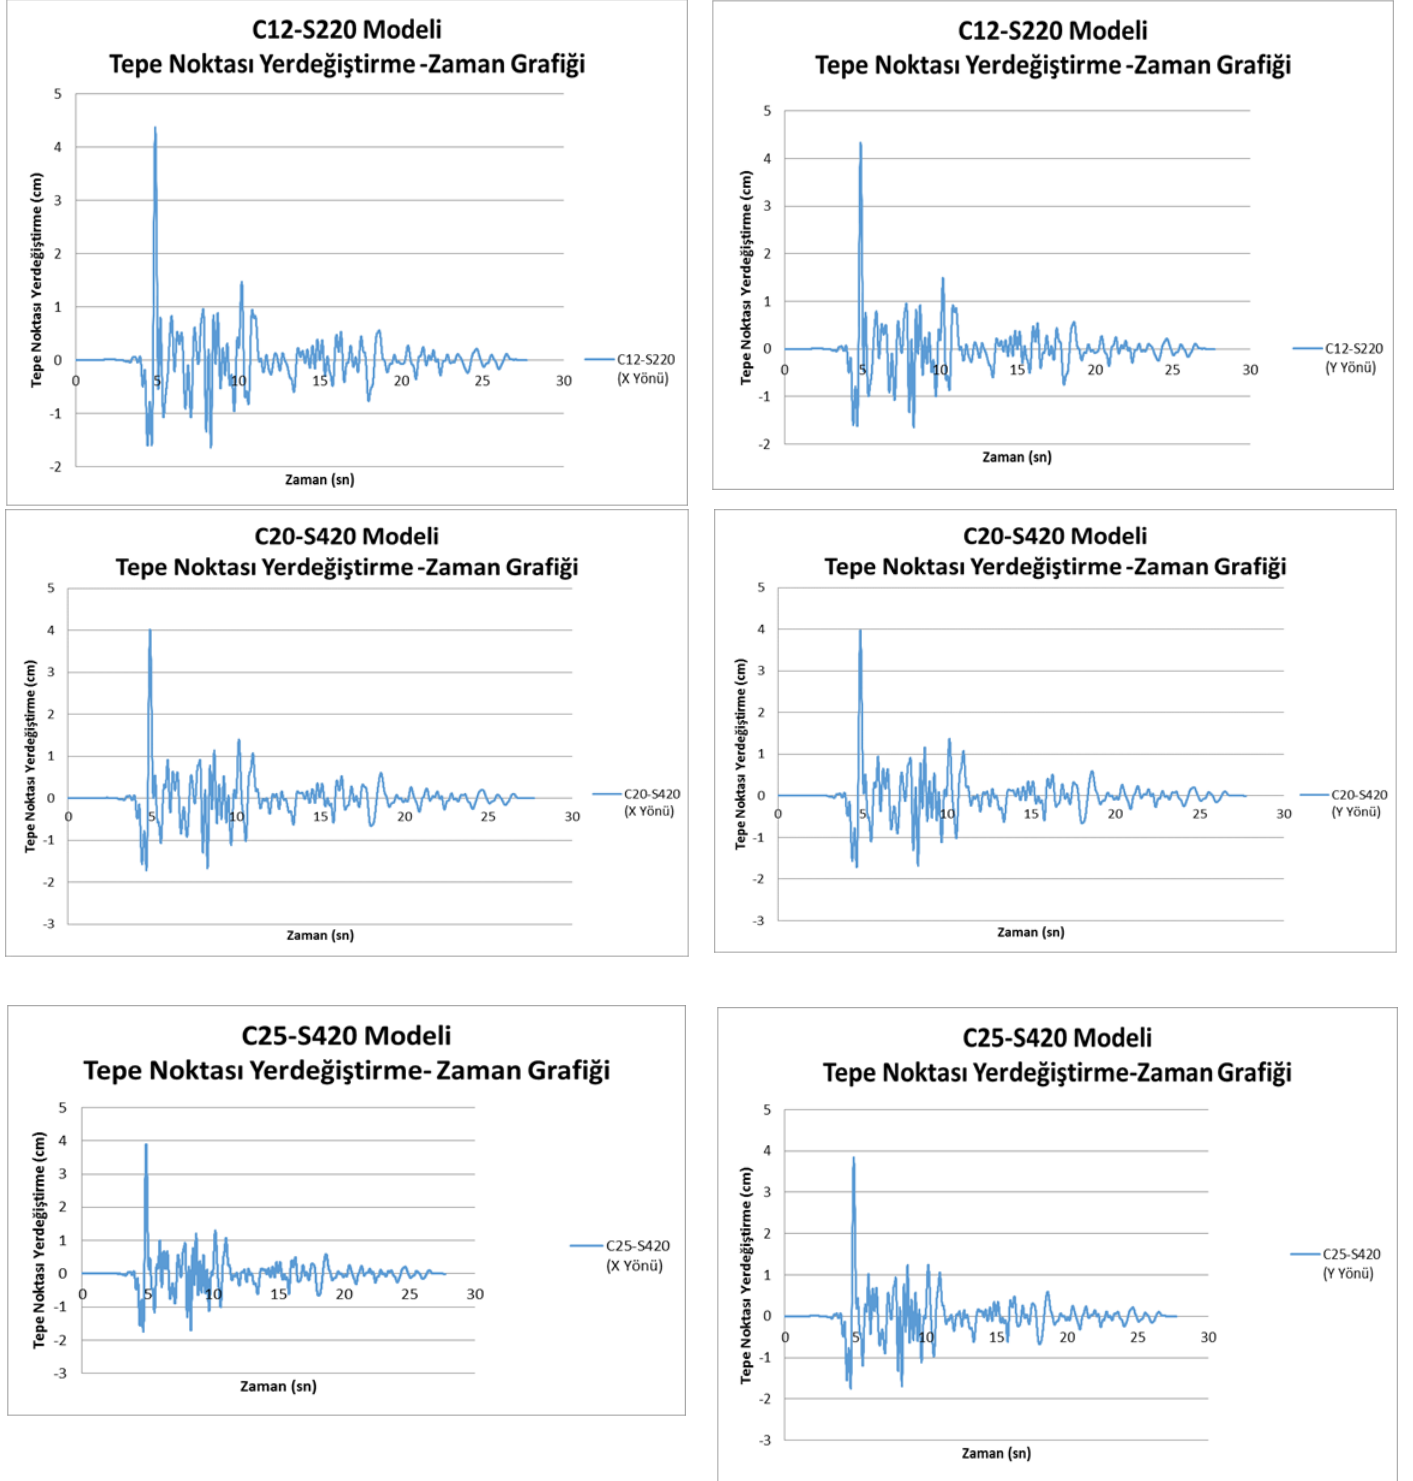 C12-S220 Modeli
Tepe Noktası Yerdeğiştirme -Zaman Grafiği
5
4
3
2
1
0
-1
-2
0
5
10
15
20
25
30
Tepe Noktası Yerdeğiştirme (cm)
Zaman (sn)
C12-S220
(X Yönü)
C12-S220 Modeli
Tepe Noktası Yerdeğiştirme -Zaman Grafiği
5
4
3
2
1
0
-1
-2
0
5
10
15
20
25
30
Tepe Noktası Yerdeğiştirme (cm)
Zaman (sn)
C12-S220
(Y Yönü)
C20-S420 Modeli
Tepe Noktası Yerdeğiştirme -Zaman Grafiği
5
4
3
2
1
0
-1
-2
-3
0
5
10
15
20
25
30
Tepe Noktası Yerdeğiştirme (cm)
Zaman (sn)
C20-S420
(X Yönü)
C20-S420 Modeli
Tepe Noktası Yerdeğiştirme -Zaman Grafiği
5
4
3
2
1
0
-1
-2
-3
0
5
10
15
20
25
30
Tepe Noktası Yerdeğiştirme (cm)
Zaman (sn)
C20-S420
(Y Yönü)
C25-S420 Modeli
Tepe Noktası Yerdeğiştirme- Zaman Grafiği
5
4
3
2
1
0
-1
-2
-3
0
5
10
15
20
25
30
Tepe Noktası Yerdeğiştirme (cm)
Zaman (sn)
C25-S420
(X Yönü)
C25-S420 Modeli
Tepe Noktası Yerdeğiştirme-Zaman Grafiği
5
4
3
2
1
0
-1
-2
-3
0
5
10
15
20
25
30
Tepe Noktası Yerdeğiştirme (cm)
Zaman (sn)
C25-S420
(Y Yönü)